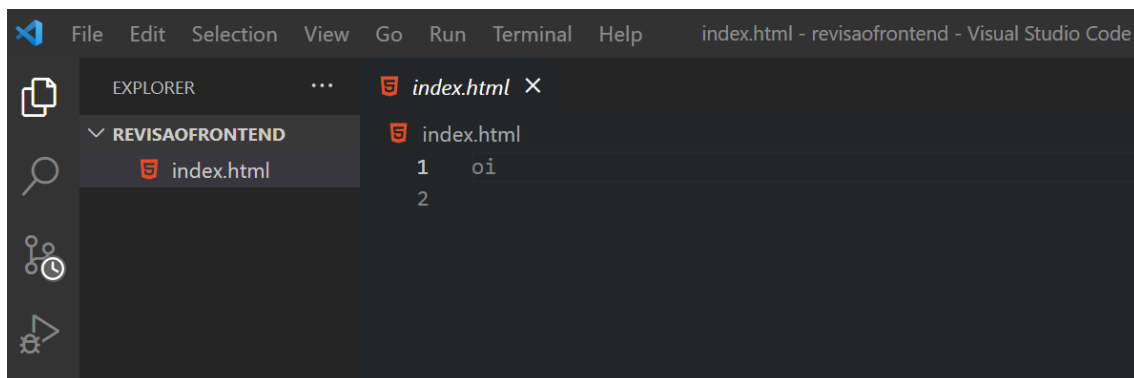 File Edit Selection View Go Run Terminal Help index.html - revisaofrontend - Visual Studio Code
EXPLORER ··· index.html
REVISAOFRONTEND
index.html
index.html
1 oi
2